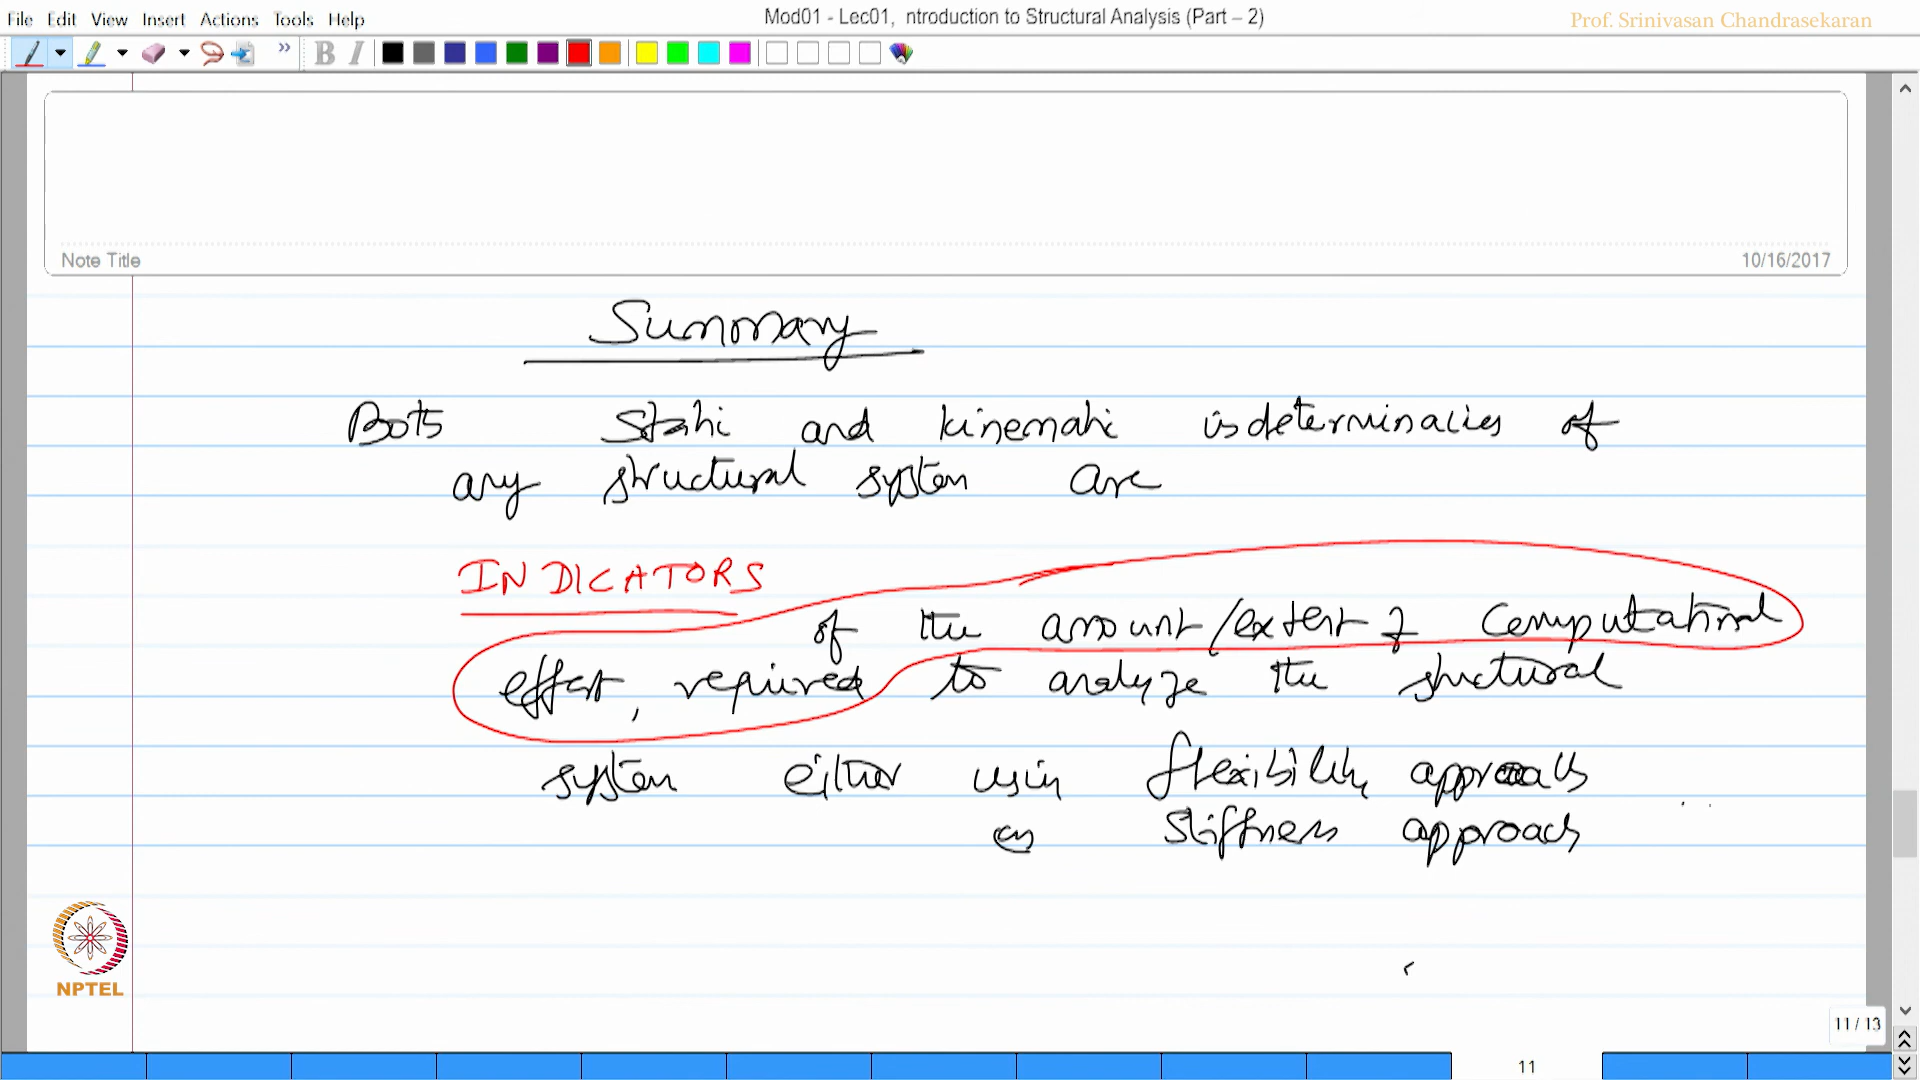 File Edit View Insert Actions Tools Help
Mod01 - Lec01, ntroduction to Structural Analysis (Part – 2)
Prof. Srinivasan Chandrasekaran
Note Title
10/16/2017
Summary
Both static and kinematic indeterminacies of
any structural system are
INDICATORS
of the amount/extent of computational
effort, required to analyze the structural
system either using flexibility approach
or stiffness approach
NPTEL
11 / 13
11